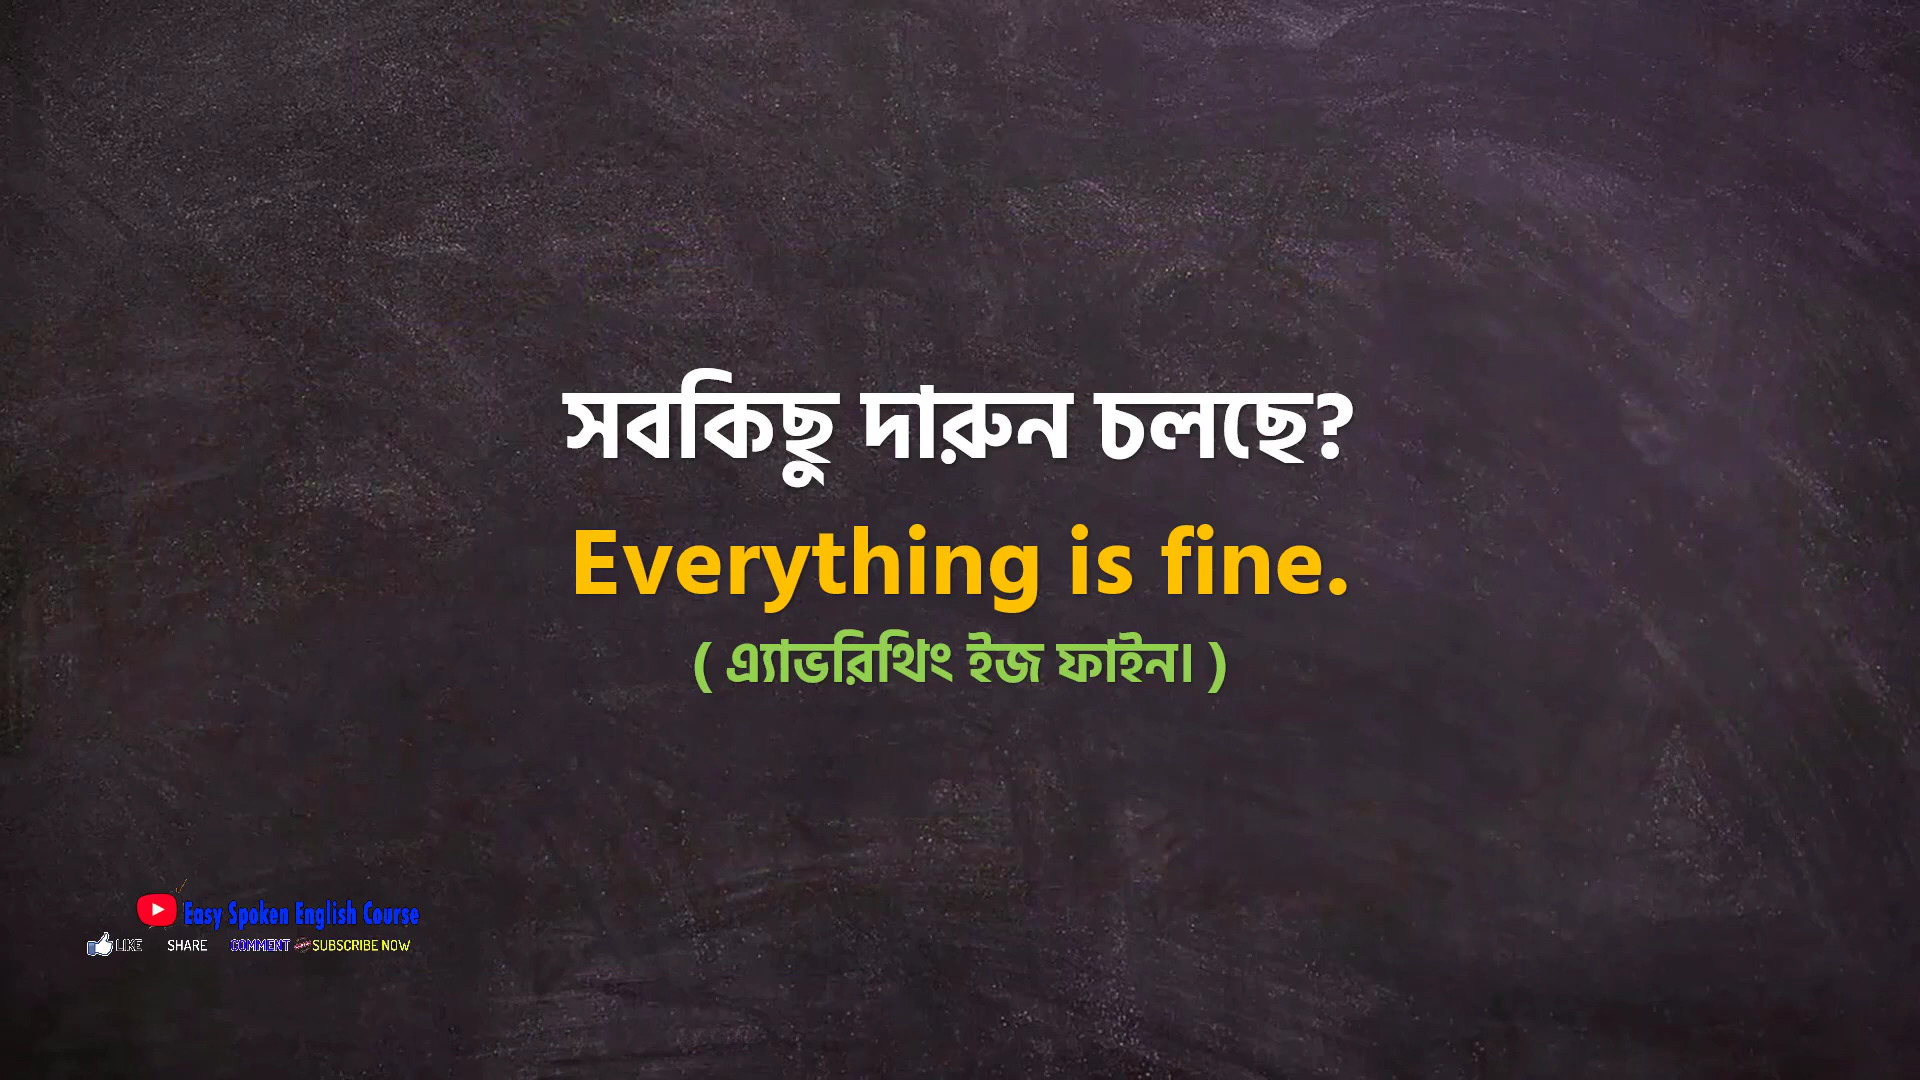 সবকিছু দারুন চলছে?
Everything is fine.
( এ্যাভরিথিং ইজ ফাইন। )
Easy Spoken English Course
LIKE SHARE COMMENT SUBSCRIBE NOW